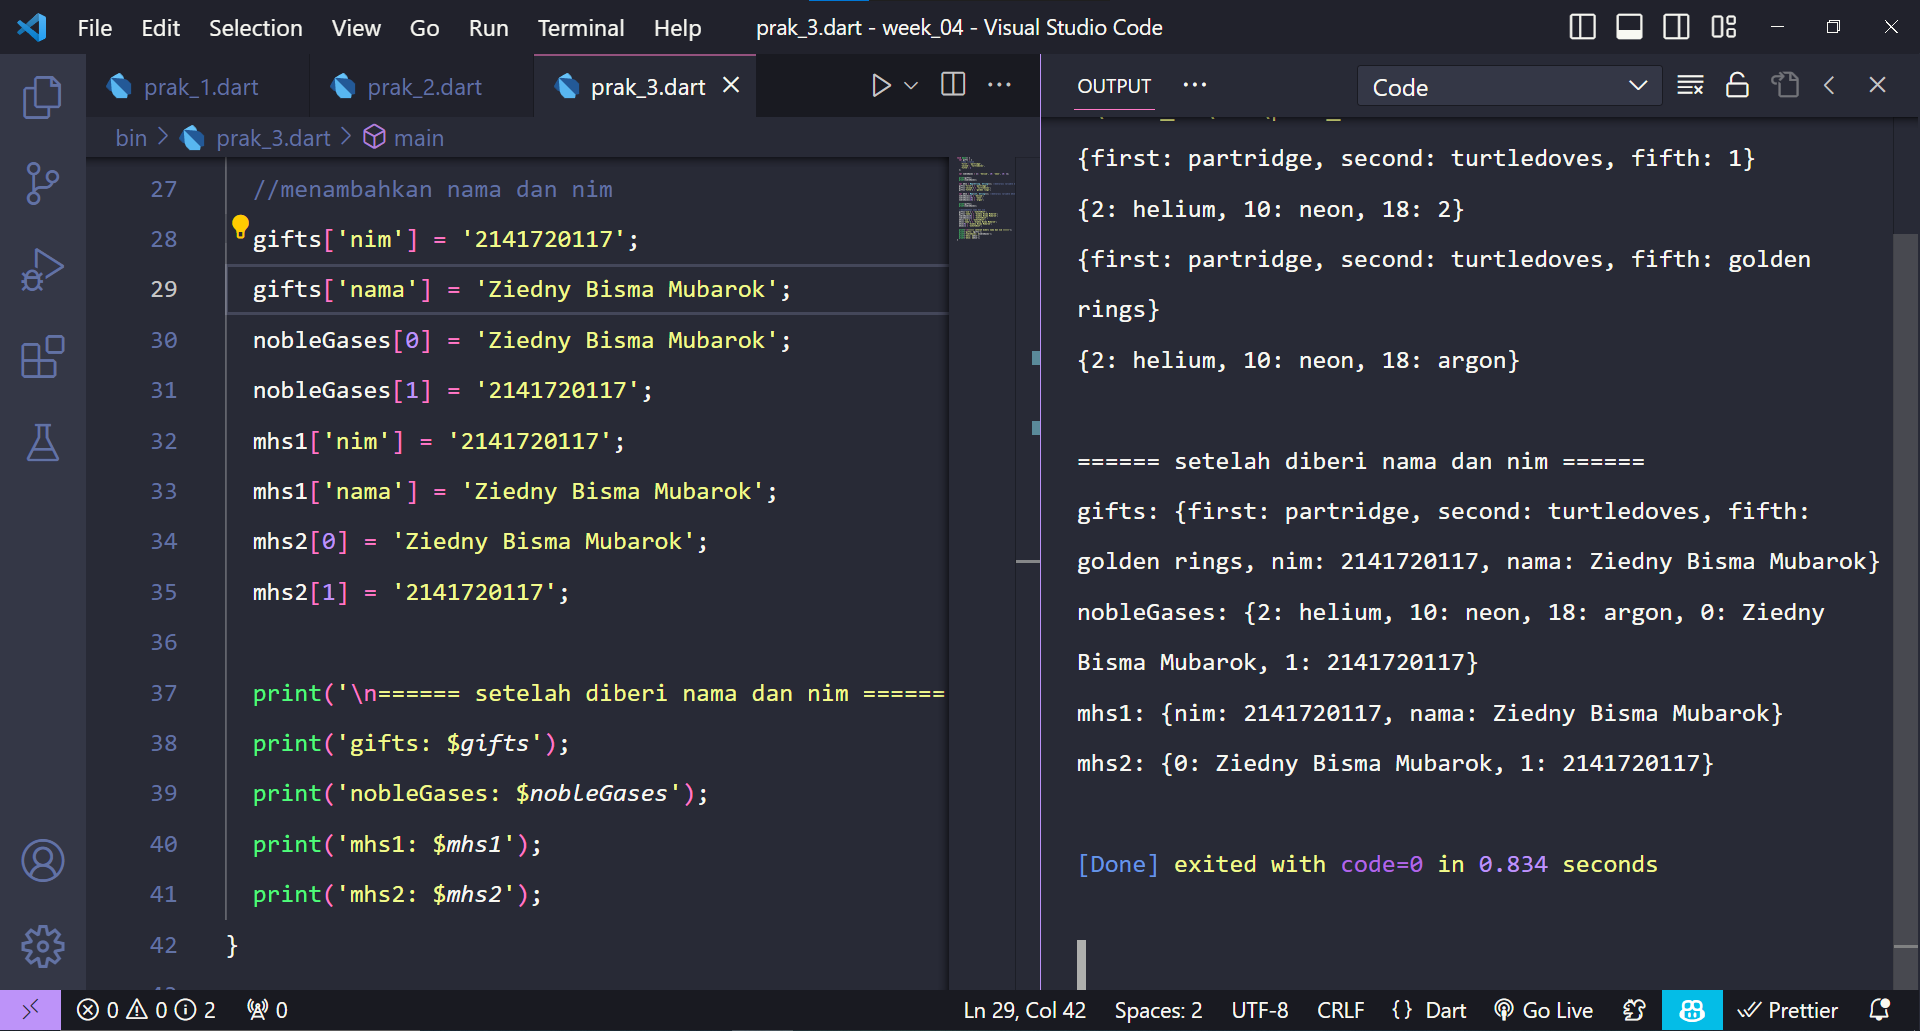 File Edit Selection View Go Run Terminal Help prak_3.dart - week_04 - Visual Studio Code
prak_1.dart prak_2.dart prak_3.dart
bin > prak_3.dart > main
27 //menambahkan nama dan nim
28 gifts['nim'] = '2141720117';
29 gifts['nama'] = 'Ziedny Bisma Mubarok';
30 nobleGases[0] = 'Ziedny Bisma Mubarok';
31 nobleGases[1] = '2141720117';
32 mhs1['nim'] = '2141720117';
33 mhs1['nama'] = 'Ziedny Bisma Mubarok';
34 mhs2[0] = 'Ziedny Bisma Mubarok';
35 mhs2[1] = '2141720117';
36
37 print('\n====== setelah diberi nama dan nim ======
38 print('gifts: $gifts');
39 print('nobleGases: $nobleGases');
40 print('mhs1: $mhs1');
41 print('mhs2: $mhs2');
42 }
OUTPUT Code
{first: partridge, second: turtledoves, fifth: 1}
{2: helium, 10: neon, 18: 2}
{first: partridge, second: turtledoves, fifth: golden
rings}
{2: helium, 10: neon, 18: argon}
====== setelah diberi nama dan nim ======
gifts: {first: partridge, second: turtledoves, fifth:
golden rings, nim: 2141720117, nama: Ziedny Bisma Mubarok}
nobleGases: {2: helium, 10: neon, 18: argon, 0: Ziedny
Bisma Mubarok, 1: 2141720117}
mhs1: {nim: 2141720117, nama: Ziedny Bisma Mubarok}
mhs2: {0: Ziedny Bisma Mubarok, 1: 2141720117}
[Done] exited with code=0 in 0.834 seconds
0 0 2 0 Ln 29, Col 42 Spaces: 2 UTF-8 CRLF {} Dart Go Live Prettier